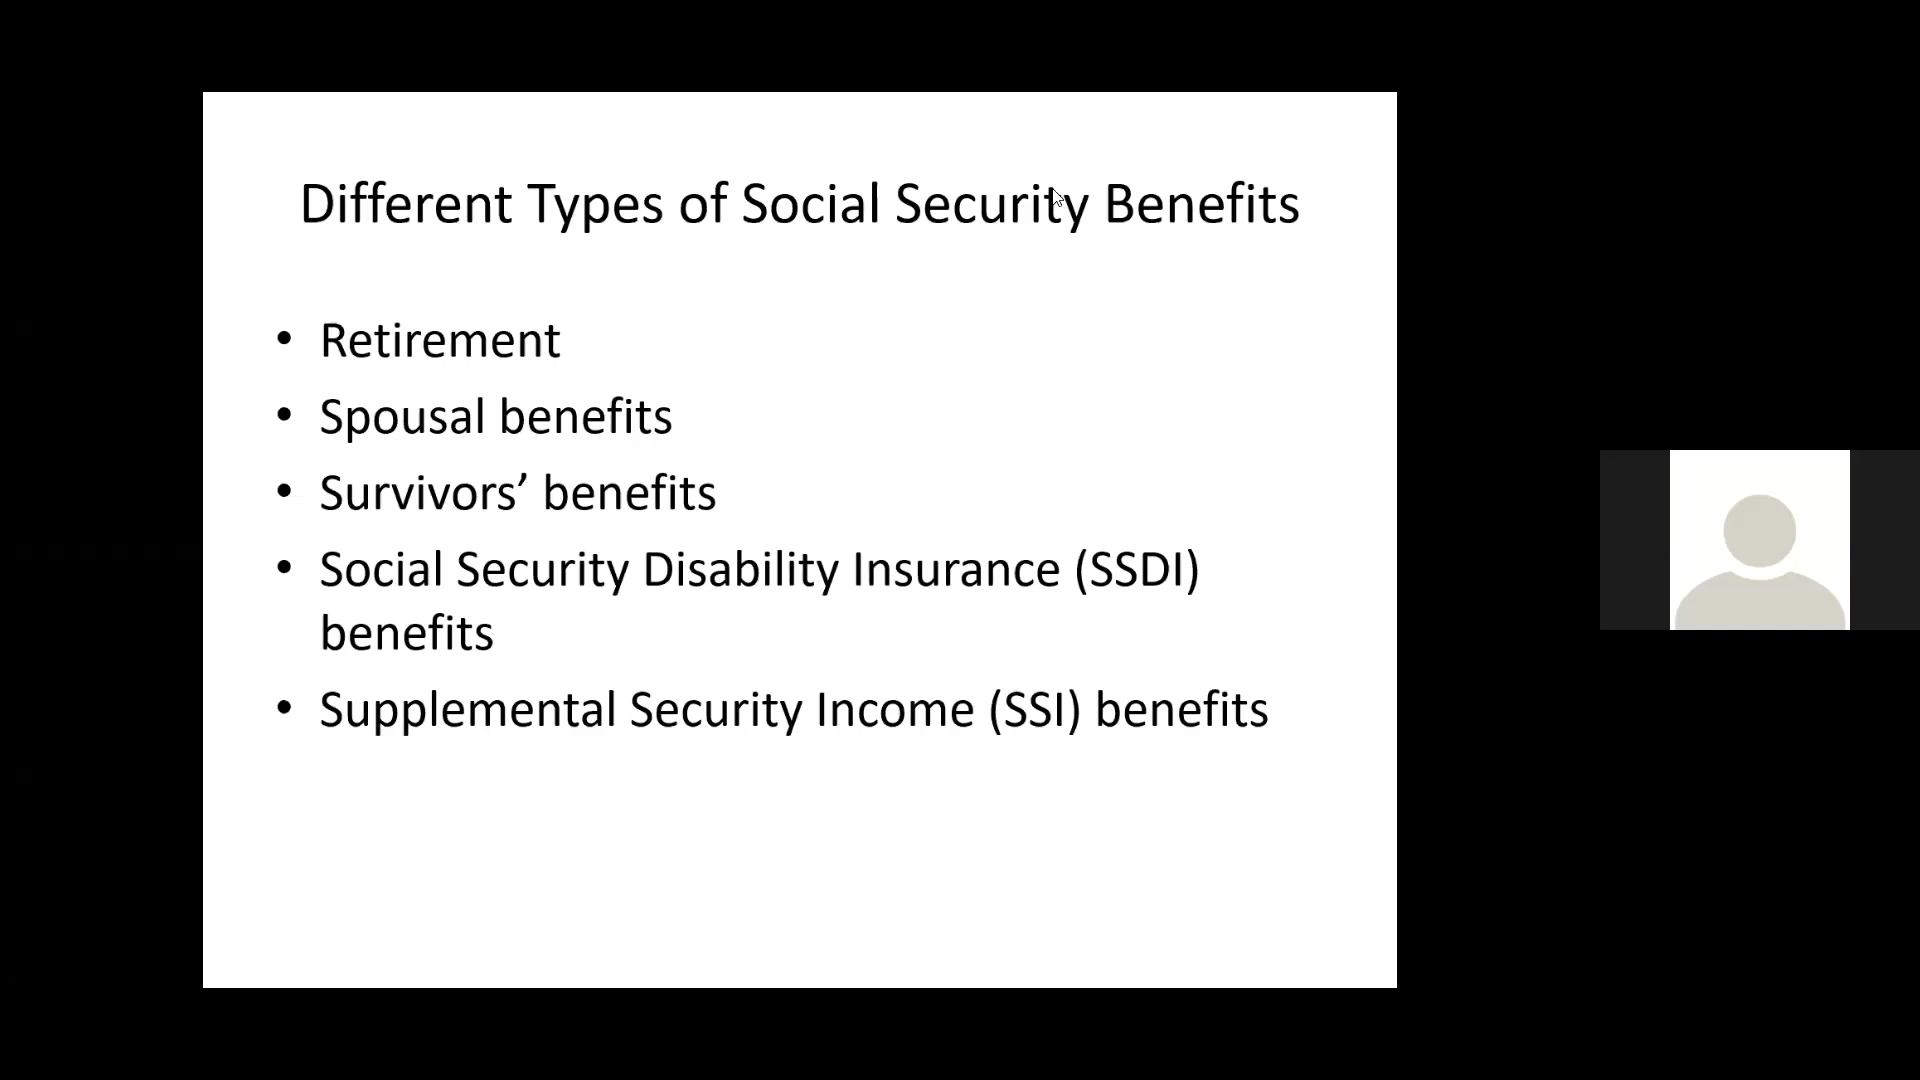 Different Types of Social Security Benefits
• Retirement
• Spousal benefits
• Survivors’ benefits
• Social Security Disability Insurance (SSDI)
benefits
• Supplemental Security Income (SSI) benefits